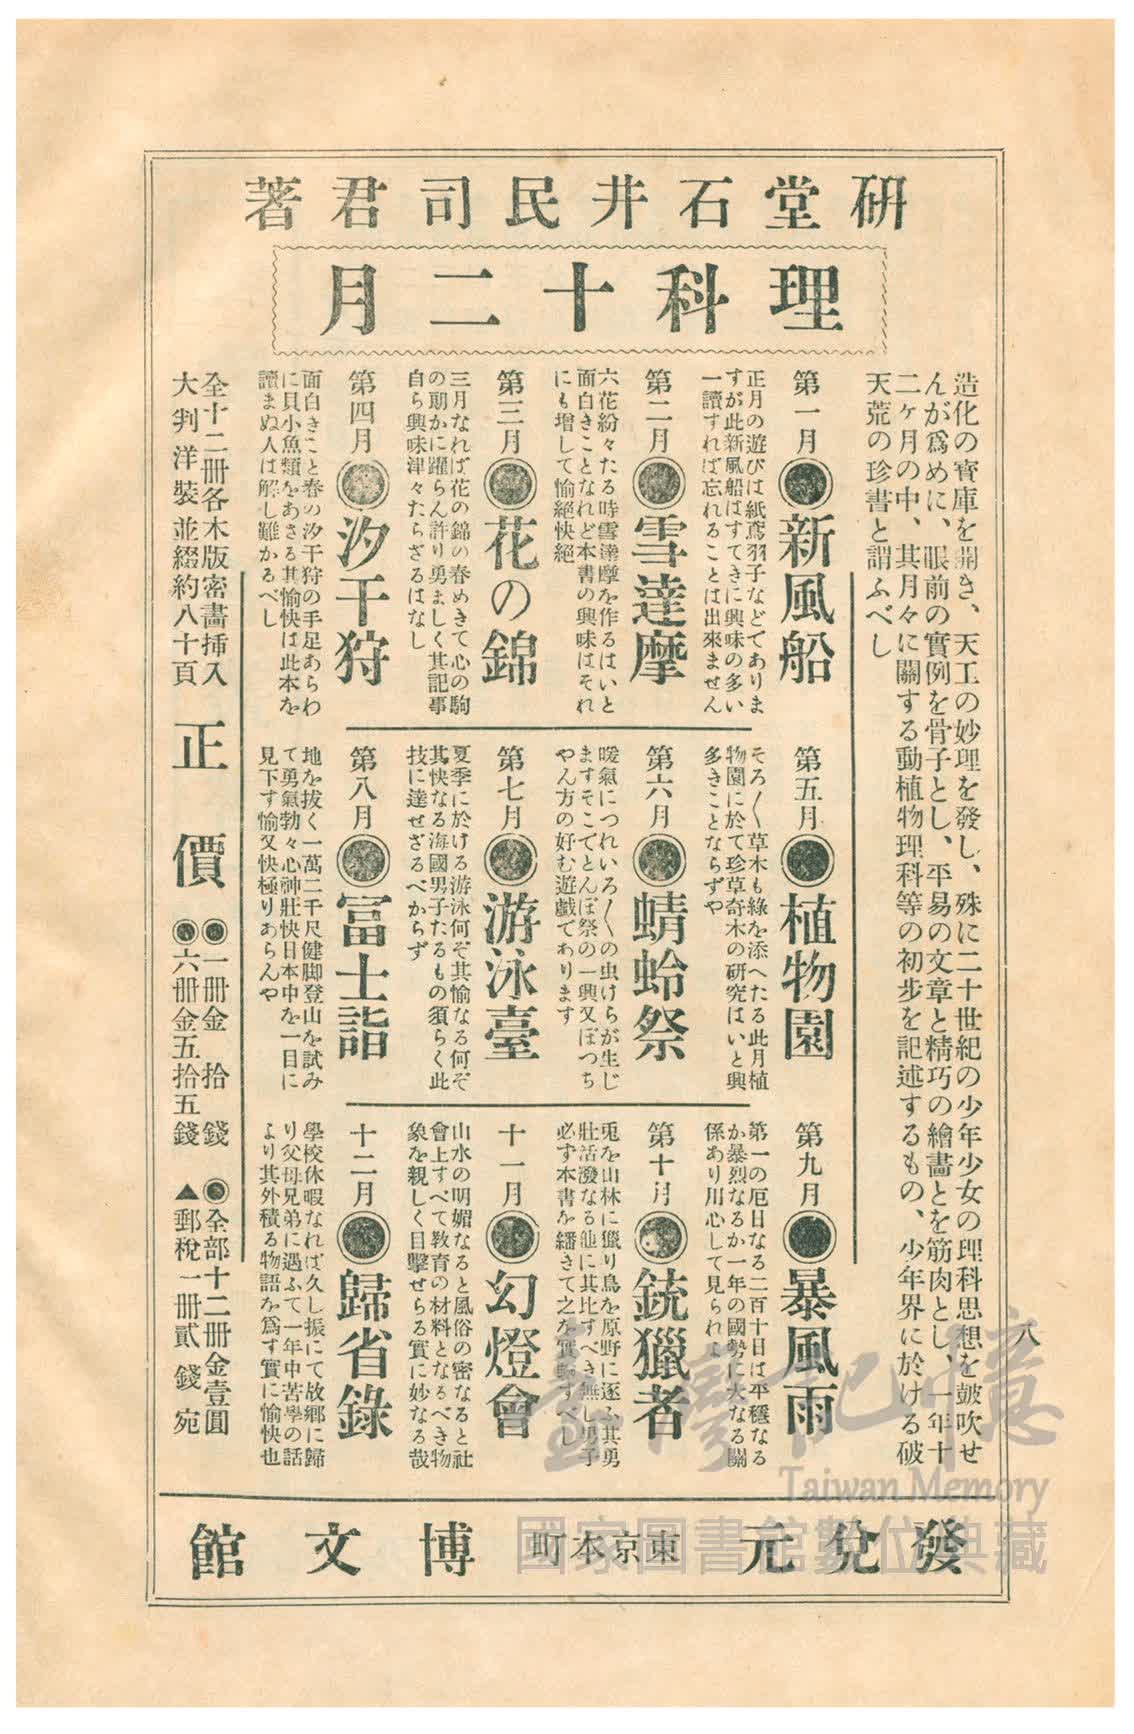 研堂石井民司君著
理科十二月
造化の寶庫を開き、天工の妙理を發し、殊に二十世紀の少年少女の理科思想を皷吹せ
んが爲めに、眼前の實例を骨子とし、平易の文章と精巧の繪畵とを筋肉とし、一年十
二ヶ月の中、其月々に關する動植物理科等の初步を記述するもの、少年界に於ける破
天荒の珍書と謂ふべし
第一月◉新風船
正月の遊びは紙鳶羽子などでありま
すが此新風船はすてきに興味の多い
一讀すれば忘れることは出來ません
第二月◉雪達摩
六花紛々たる時雪達摩を作るはいと
面白きことなれど本書の興味はそれ
にも增して愉絕快絕
第三月◉花の錦
三月なれば花の錦の春めきて心の駒
の朝かに躍らん許り勇ましく其記事
自ら興味津々たらざるはなし
第四月◉汐干狩
面白きこと春の汐干狩の手足あらわ
に貝小魚類をあさる其愉快は此本を
讀まぬ人は解し難かるべし
第五月◉植物園
そろ〱草木も綠を添へたる此月植
物園に於て珍草奇木の研究はいと興
多きことならずや
第六月◉蜻蛉祭
暖氣につれいろ〱の虫けらが生じ
ますそこでとんぼ祭の一興又ぼつち
やん方の好む遊戲であります
第七月◉游泳臺
夏季に於ける游泳何ぞ其愉なる何ぞ
其快なる海國男子たるもの須らく此
技に達せざるべからず
第八月◉富士詣
地を拔く一萬二千尺健脚登山を試み
て勇氣勃々心神壯快日本中を一目に
見下す愉又快極りあらんや
第九月◉暴風雨
第一の厄日なる二百十日は平穩なる
か暴烈なるか一年の國勢に大なる關
係あり用心して見られよ
第十月◉銃獵者
兎を山林に獵り鳥を原野に逐ふ其勇
壯活潑なる他に其比すべき無し男子
必ず本書を繙きて之を實驗すべし
十一月◉幻燈會
山水の明媚なると風俗の密なると社
會上すべて敎育の材料となるべき物
象を親しく目擊せらる實に妙なる哉
十二月◉歸省錄
學校休暇なれば久し振にて故鄕に歸
り父母兄弟に遇ふて一年中苦學の話
より其外積る物語を爲す實に愉快也
全十二冊各木版密畵挿入
大判洋裝並綴約八十頁
正價
◉一冊金拾錢
◉六冊金五拾五錢
◉全部十二冊金壹圓
▲郵稅一冊貳錢宛
發兌元
東京本町
博文館
八
臺灣記憶
Taiwan Memory
國家圖書館數位典藏